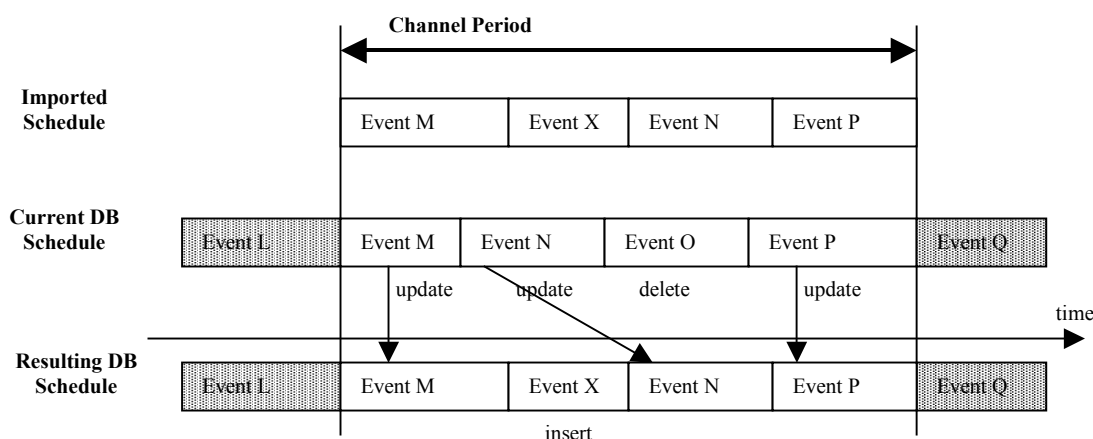 Channel Period
Imported
Schedule
Event M
Event X
Event N
Event P
Current DB
Schedule
Event L
Event M
Event N
Event O
Event P
Event Q
update
update
delete
update
time
Resulting DB
Schedule
Event L
Event M
Event X
Event N
Event P
Event Q
insert